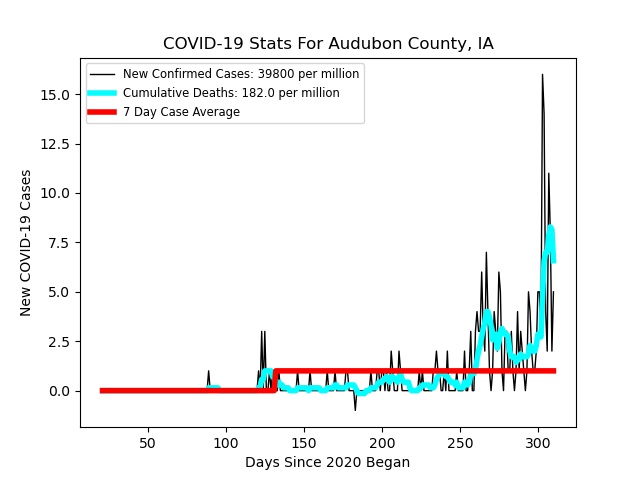 COVID-19 Stats For Audubon County, IA
New Confirmed Cases: 39800 per million
Cumulative Deaths: 182.0 per million
7 Day Case Average
15.0
12.5
10.0
7.5
5.0
2.5
0.0
New COVID-19 Cases
50 100 150 200 250 300
Days Since 2020 Began